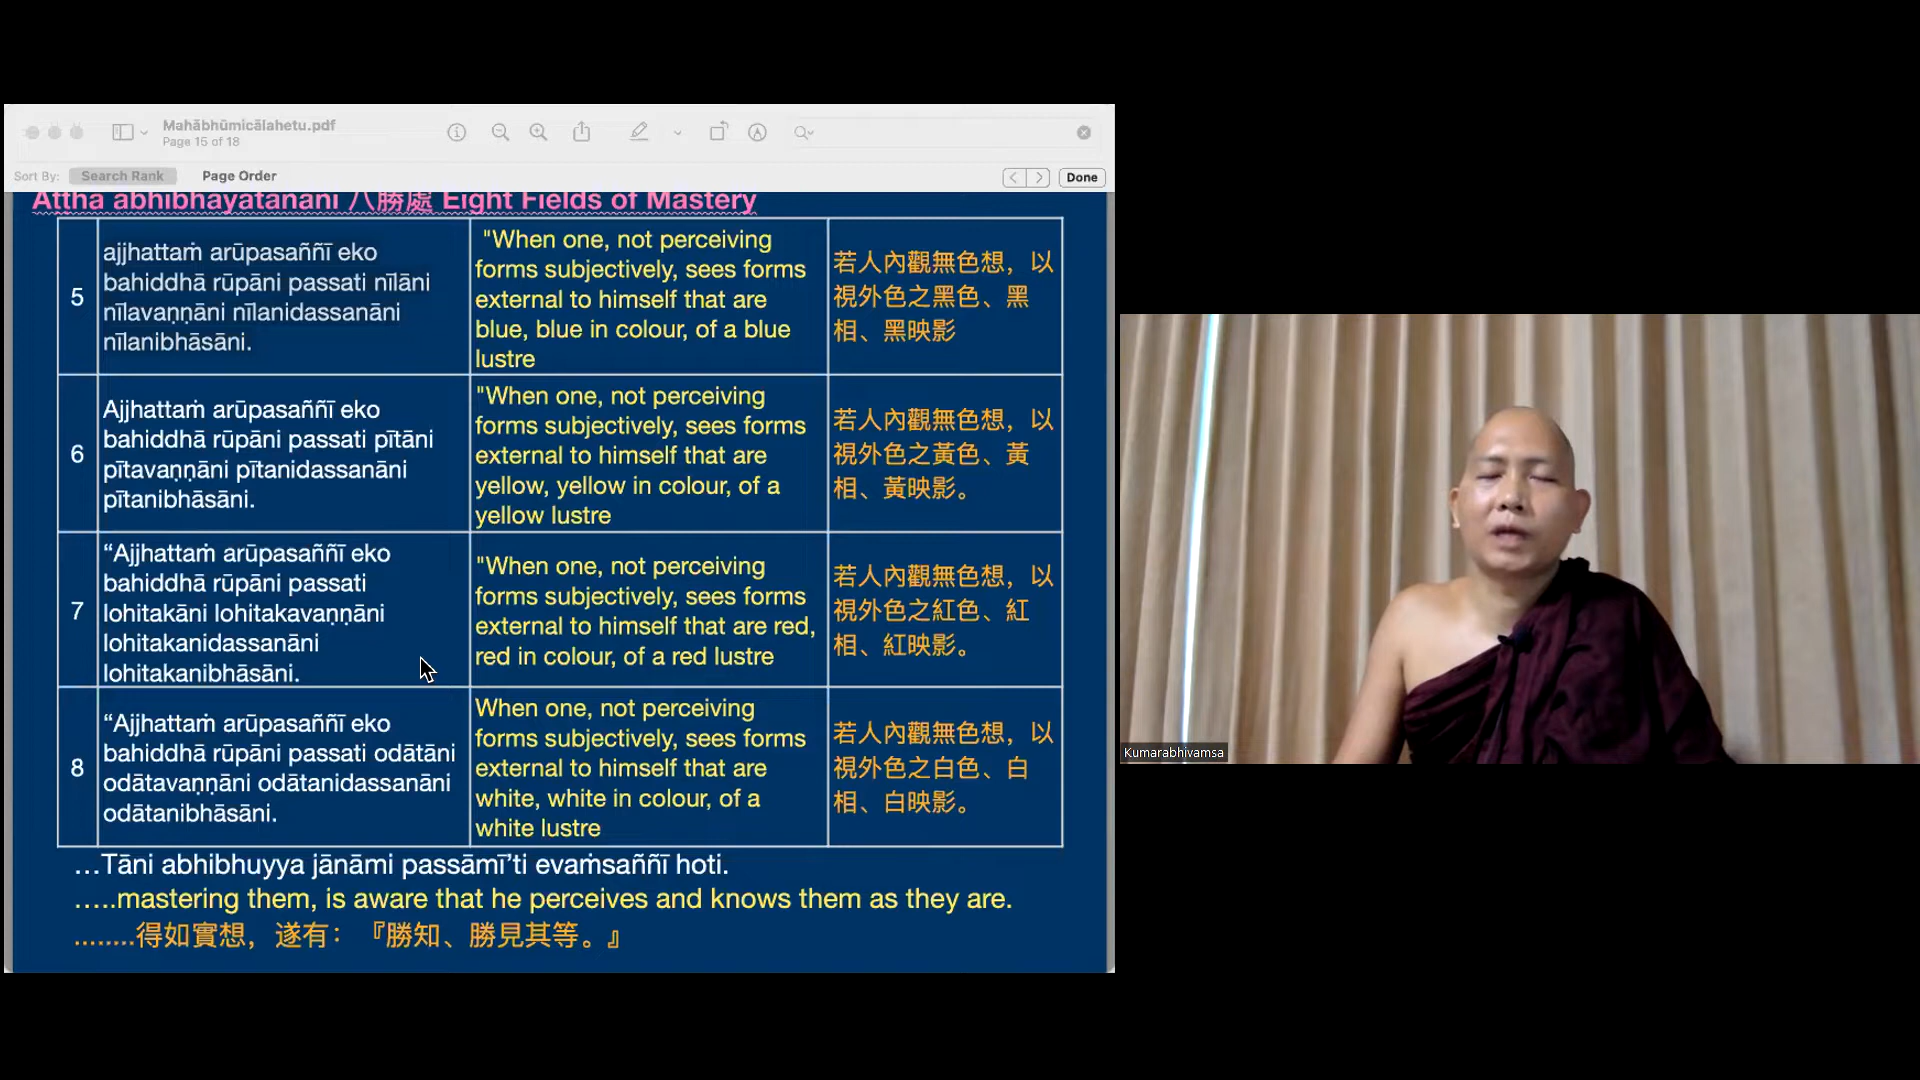 Mahābhūmicālahetu.pdf
Page 15 of 18
Sort By:
Search Rank
Page Order
Done
Aṭṭha abhibhāyatanāni 八勝處 Eight Fields of Mastery
5
ajjhattaṁ arūpasaññī eko
bahiddhā rūpāni passati nīlāni
nīlavaṇṇāni nīlanidassanāni
nīlanibhāsāni.
"When one, not perceiving
forms subjectively, sees forms
external to himself that are
blue, blue in colour, of a blue
lustre
若人內觀無色想，以
視外色之黑色、黑
相、黑映影
6
Ajjhattaṁ arūpasaññī eko
bahiddhā rūpāni passati pītāni
pītavaṇṇāni pītanidassanāni
pītanibhāsāni.
"When one, not perceiving
forms subjectively, sees forms
external to himself that are
yellow, yellow in colour, of a
yellow lustre
若人內觀無色想，以
視外色之黃色、黃
相、黃映影。
7
“Ajjhattaṁ arūpasaññī eko
bahiddhā rūpāni passati
lohitakāni lohitakavaṇṇāni
lohitakanidassanāni
lohitakanibhāsāni.
"When one, not perceiving
forms subjectively, sees forms
external to himself that are red,
red in colour, of a red lustre
若人內觀無色想，以
視外色之紅色、紅
相、紅映影。
8
“Ajjhattaṁ arūpasaññī eko
bahiddhā rūpāni passati odātāni
odātavaṇṇāni odātanidassanāni
odātanibhāsāni.
When one, not perceiving
forms subjectively, sees forms
external to himself that are
white, white in colour, of a
white lustre
若人內觀無色想，以
視外色之白色、白
相、白映影。
…Tāni abhibhuyya jānāmi passāmī’ti evaṁsaññī hoti.
…..mastering them, is aware that he perceives and knows them as they are.
........得如實想，遂有：『勝知、勝見其等。』
Kumarabhivamsa